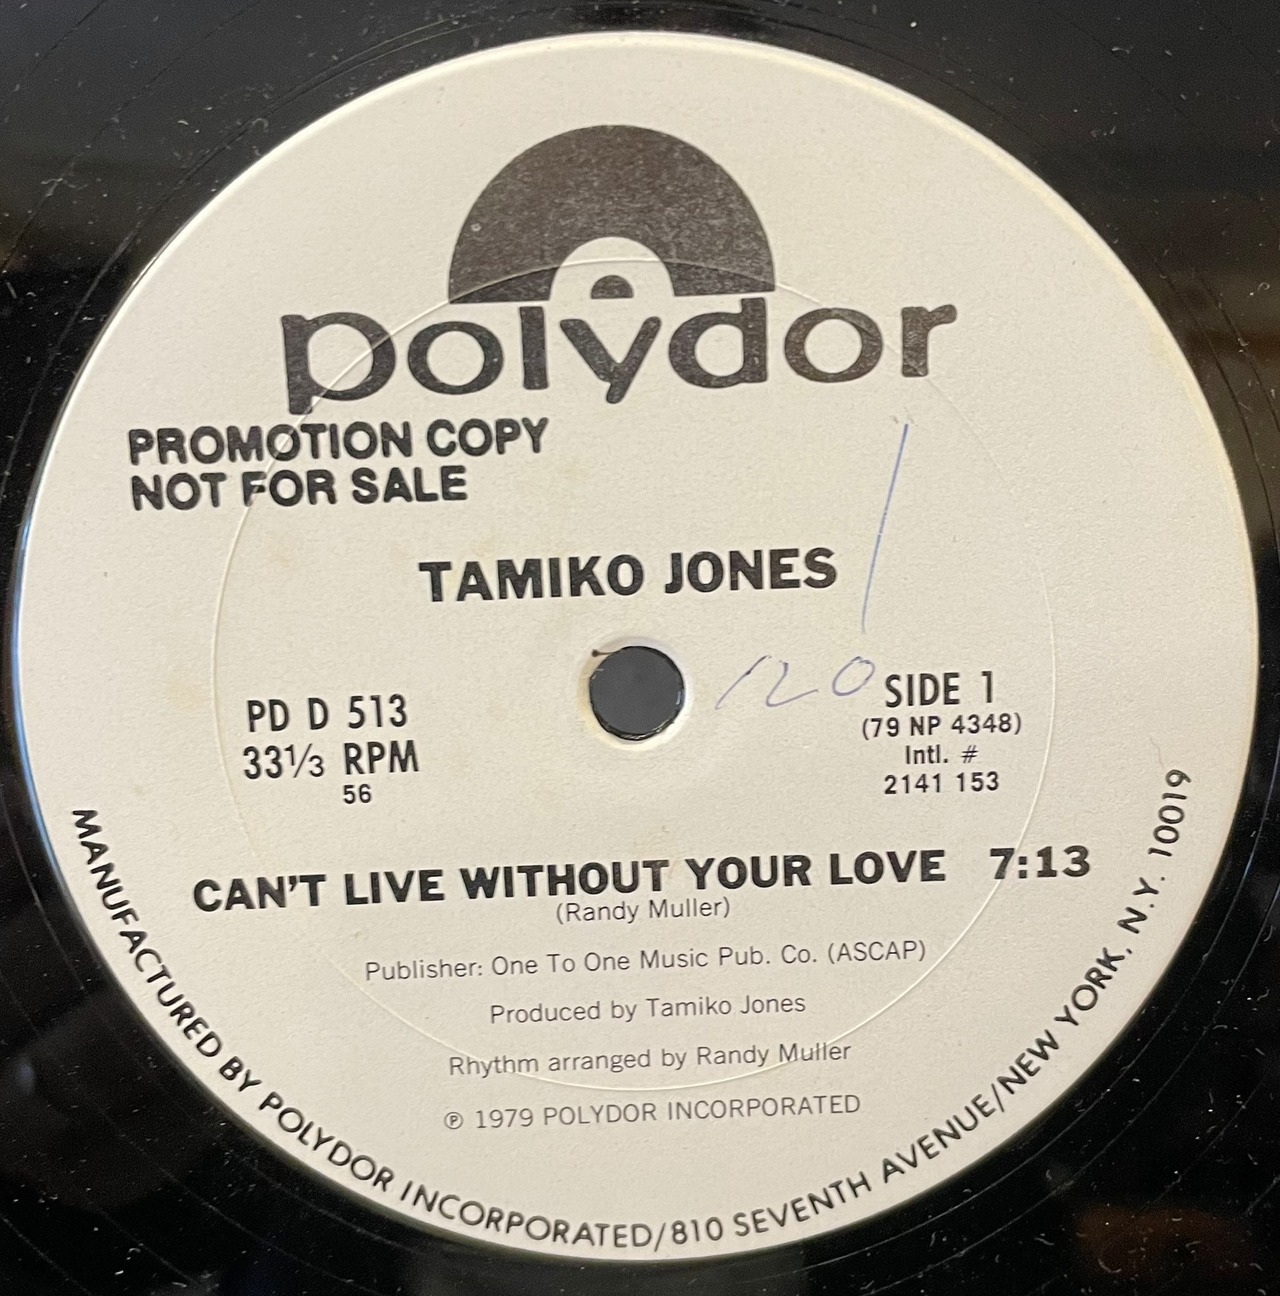 polydor
PROMOTION COPY
NOT FOR SALE
TAMIKO JONES
120
PD D 513
33⅓ RPM
56
SIDE 1
(79 NP 4348)
Intl. #
2141 153
CAN'T LIVE WITHOUT YOUR LOVE 7:13
(Randy Muller)
Publisher: One To One Music Pub. Co. (ASCAP)
Produced by Tamiko Jones
Rhythm arranged by Randy Muller
℗ 1979 POLYDOR INCORPORATED
MANUFACTURED BY POLYDOR INCORPORATED/810 SEVENTH AVENUE/NEW YORK, N.Y. 10019